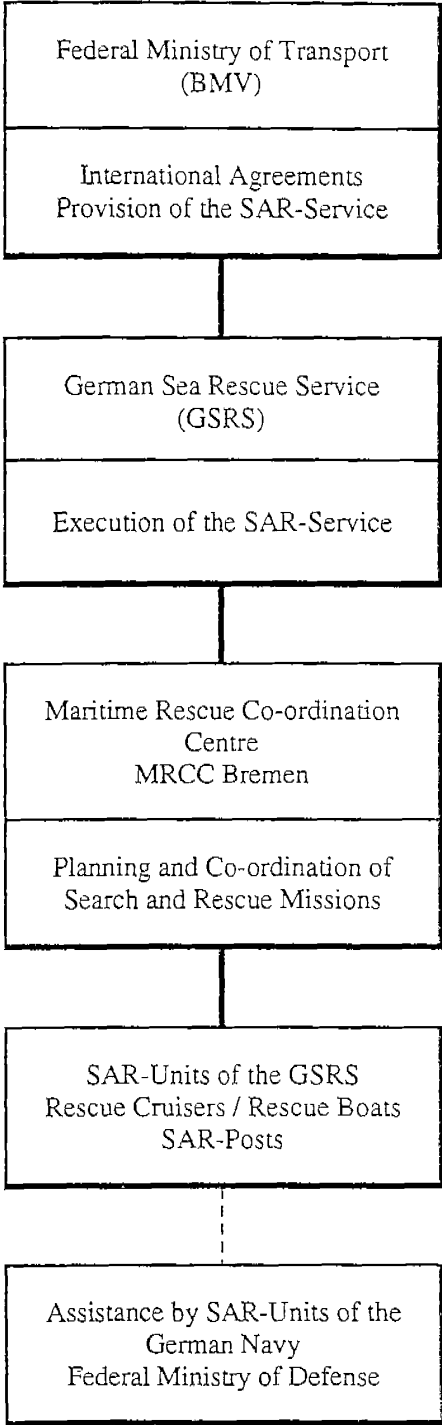 Federal Ministry of Transport
(BMV)
International Agreements
Provision of the SAR-Service
German Sea Rescue Service
(GSRS)
Execution of the SAR-Service
Maritime Rescue Co-ordination
Centre
MRCC Bremen
Planning and Co-ordination of
Search and Rescue Missions
SAR-Units of the GSRS
Rescue Cruisers / Rescue Boats
SAR-Posts
Assistance by SAR-Units of the
German Navy
Federal Ministry of Defense